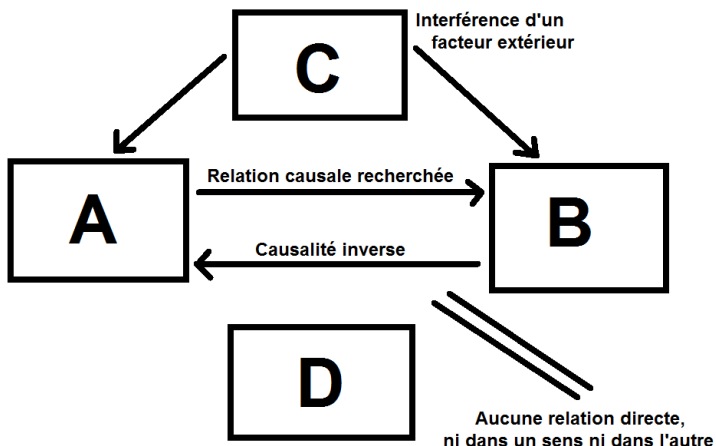 Interférence d'un
facteur extérieur
C
Relation causale recherchée
A
B
Causalité inverse
D
Aucune relation directe,
ni dans un sens ni dans l'autre